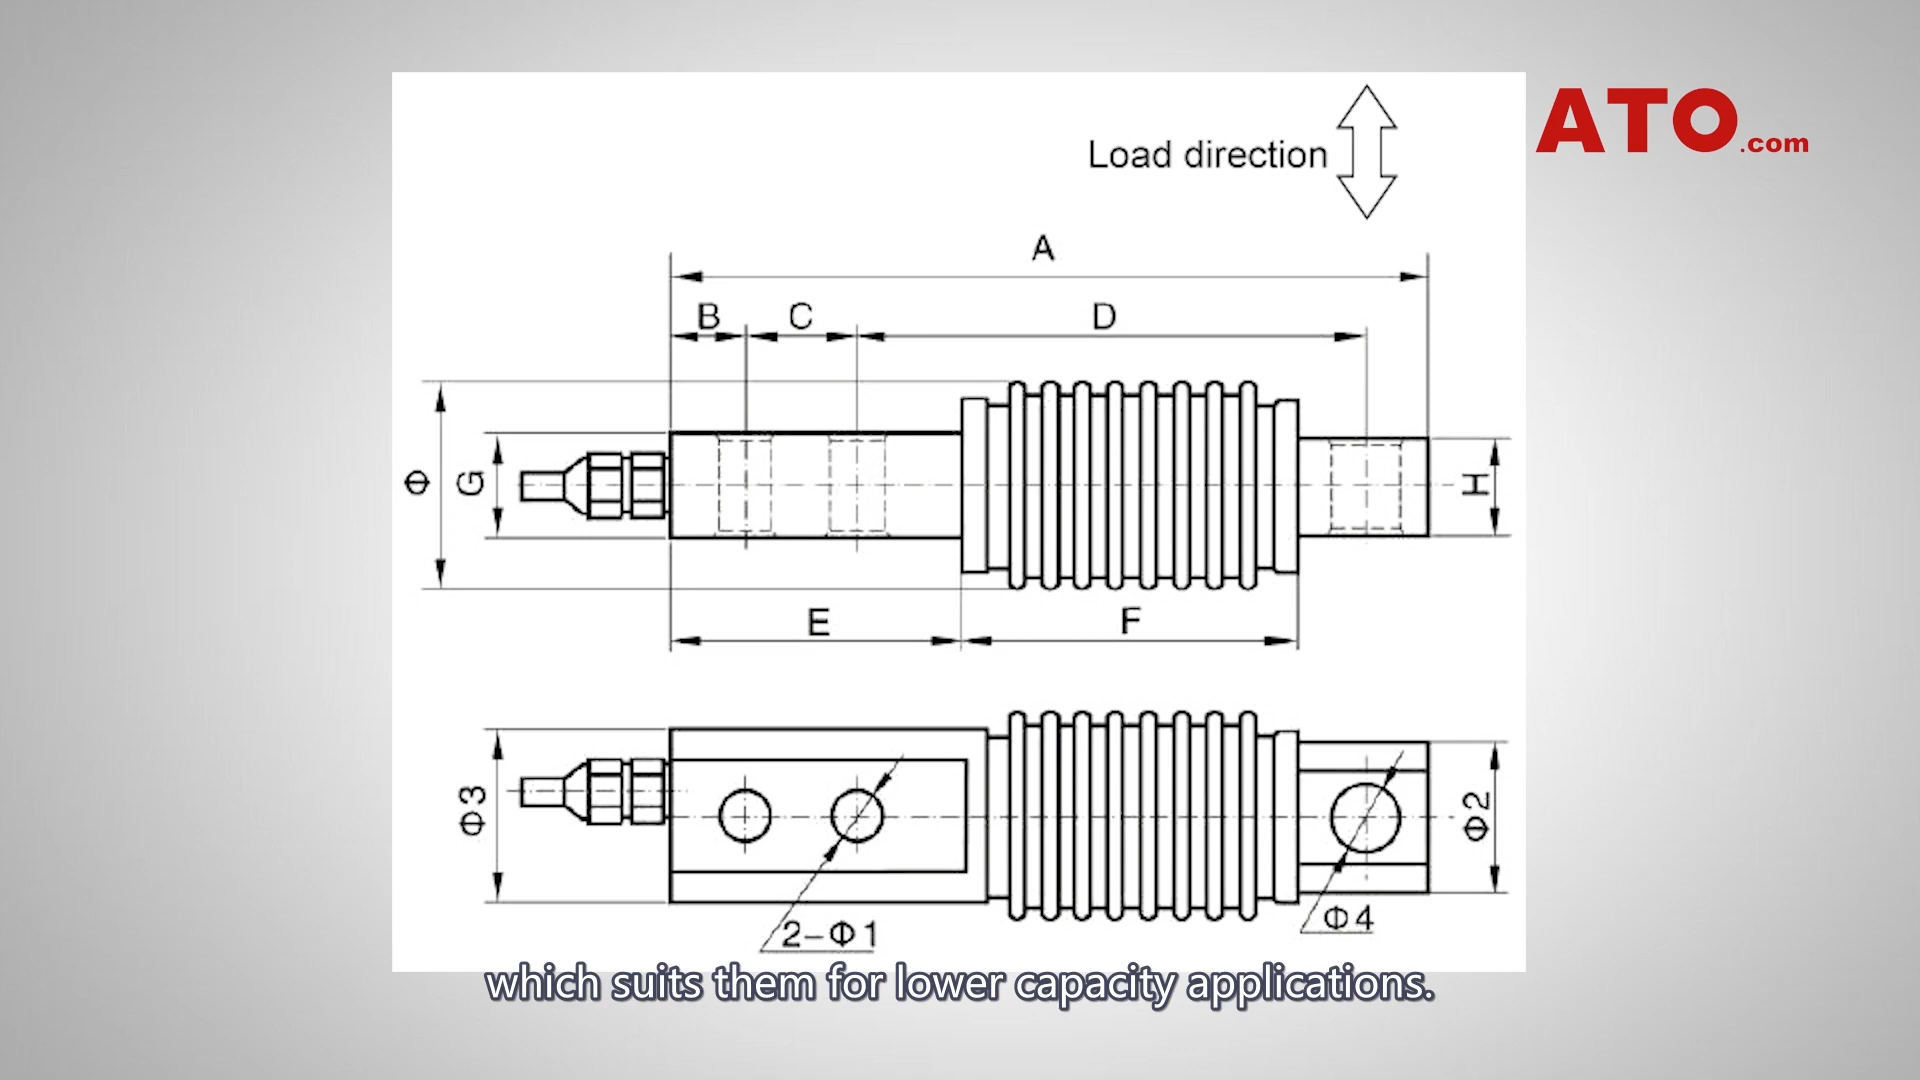 ATO.com
Load direction
A
B
C
D
Φ
G
H
E
F
Φ3
Φ2
2-Φ1
Φ4
which suits them for lower capacity applications.